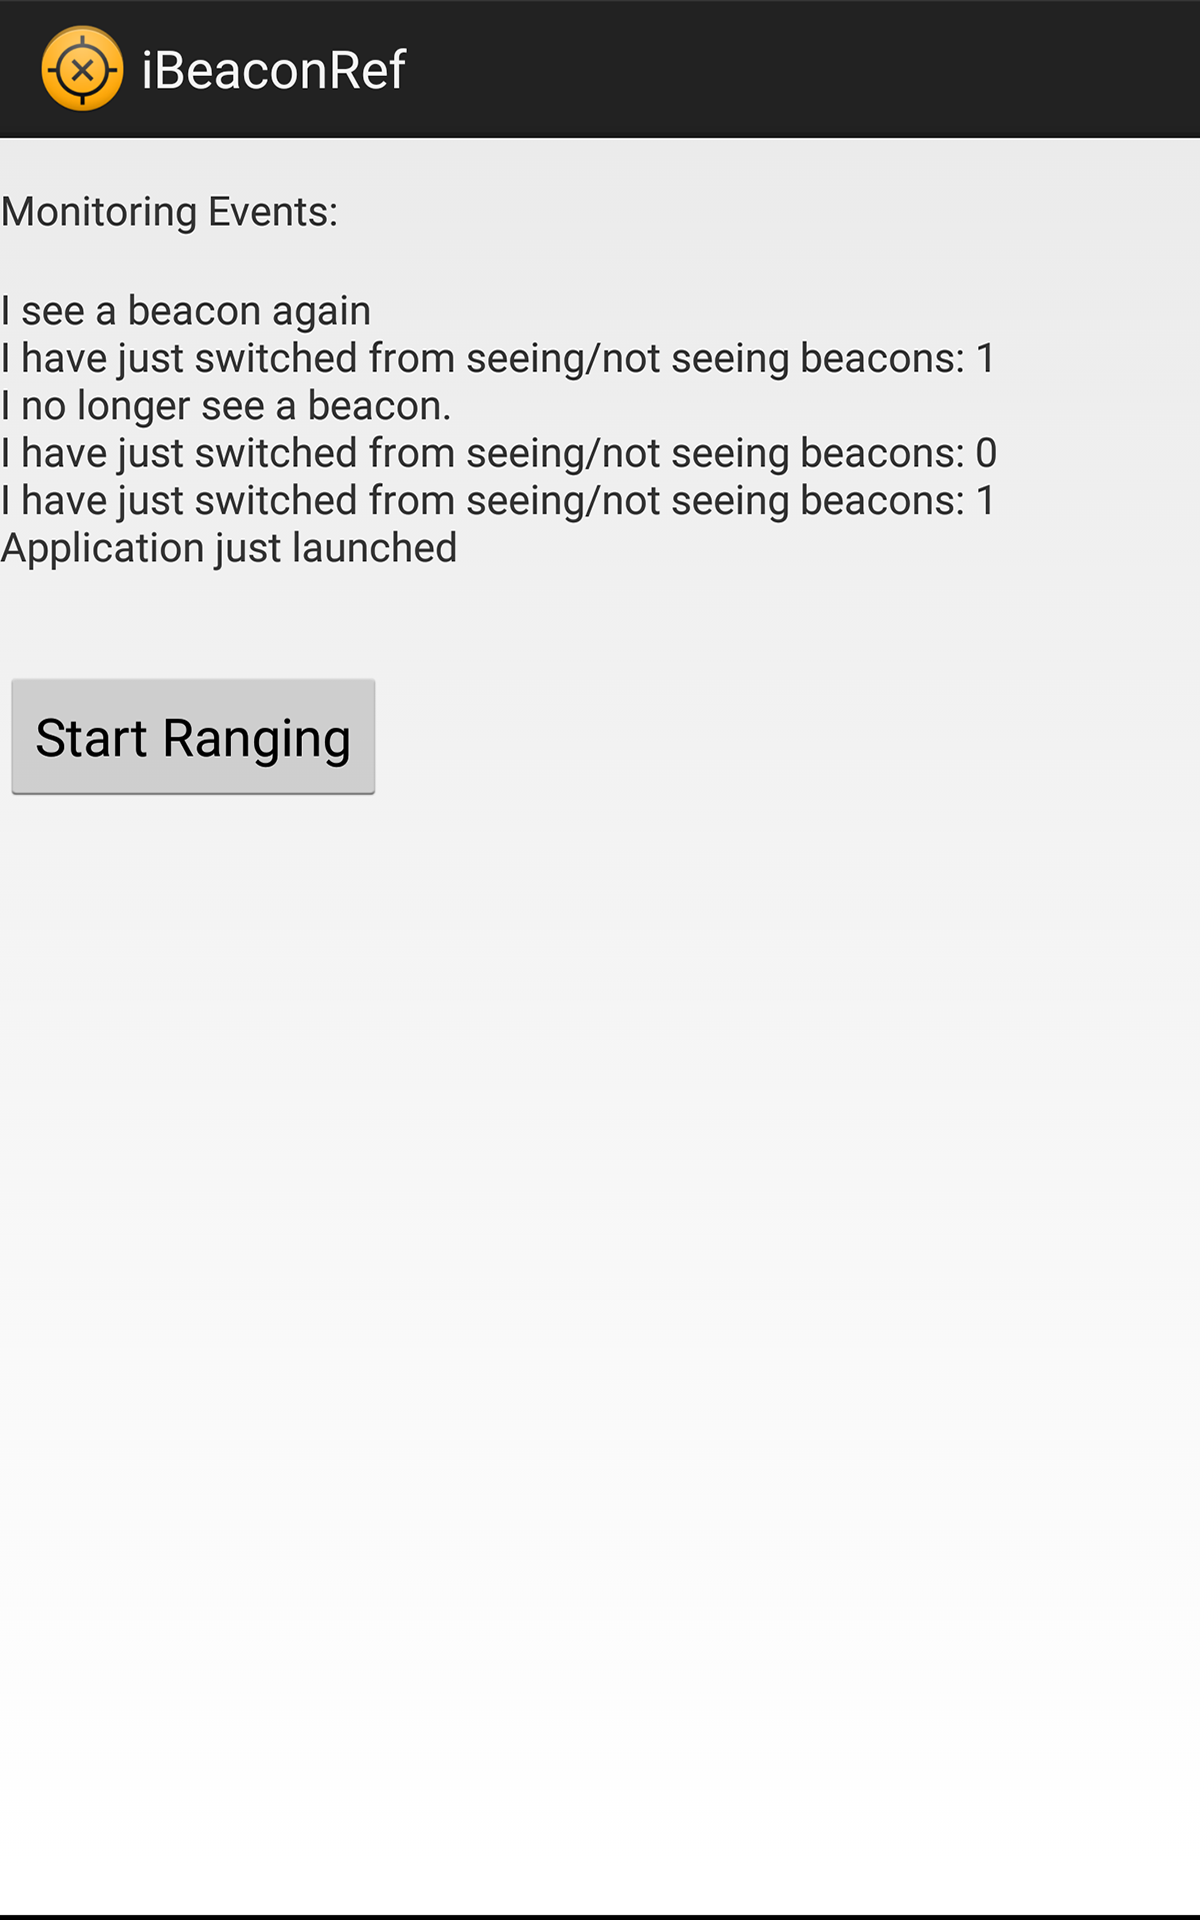 iBeaconRef
Monitoring Events:
I see a beacon again
I have just switched from seeing/not seeing beacons: 1
I no longer see a beacon.
I have just switched from seeing/not seeing beacons: 0
I have just switched from seeing/not seeing beacons: 1
Application just launched
Start Ranging